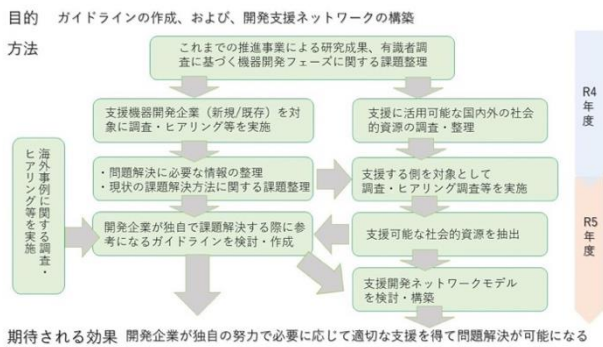 目的 ガイドラインの作成、および、開発支援ネットワークの構築
方法
これまでの推進事業による研究成果、有識者調
査に基づく機器開発フェーズに関する課題整理
支援機器開発企業（新規/既存）を対
象に調査・ヒアリング等を実施
支援に活用可能な国内外の社会
的資源の調査・整理
R4
年度
海外事例に関する調査・
ヒアリング等を実施
・問題解決に必要な情報の整理
・現状の課題解決方法に関する課題整理
支援する側を対象として
調査・ヒアリング調査等を実施
開発企業が独自で課題解決する際に参
考になるガイドラインを検討・作成
支援可能な社会的資源を抽出
R5
年度
支援開発ネットワークモデル
を検討・構築
期待される効果 開発企業が独自の努力で必要に応じて適切な支援を得て問題解決が可能になる